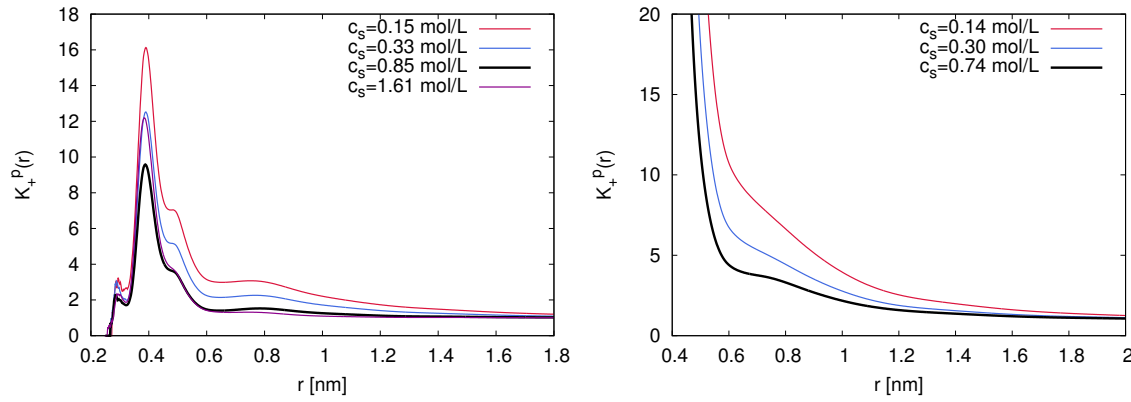 K₊ᵖ(r)
18
16
14
12
10
8
6
4
2
0
0.2 0.4 0.6 0.8 1 1.2 1.4 1.6 1.8
r [nm]
cₛ=0.15 mol/L
cₛ=0.33 mol/L
cₛ=0.85 mol/L
cₛ=1.61 mol/L
K₊ᵖ(r)
20
15
10
5
0
0.4 0.6 0.8 1 1.2 1.4 1.6 1.8 2
r [nm]
cₛ=0.14 mol/L
cₛ=0.30 mol/L
cₛ=0.74 mol/L